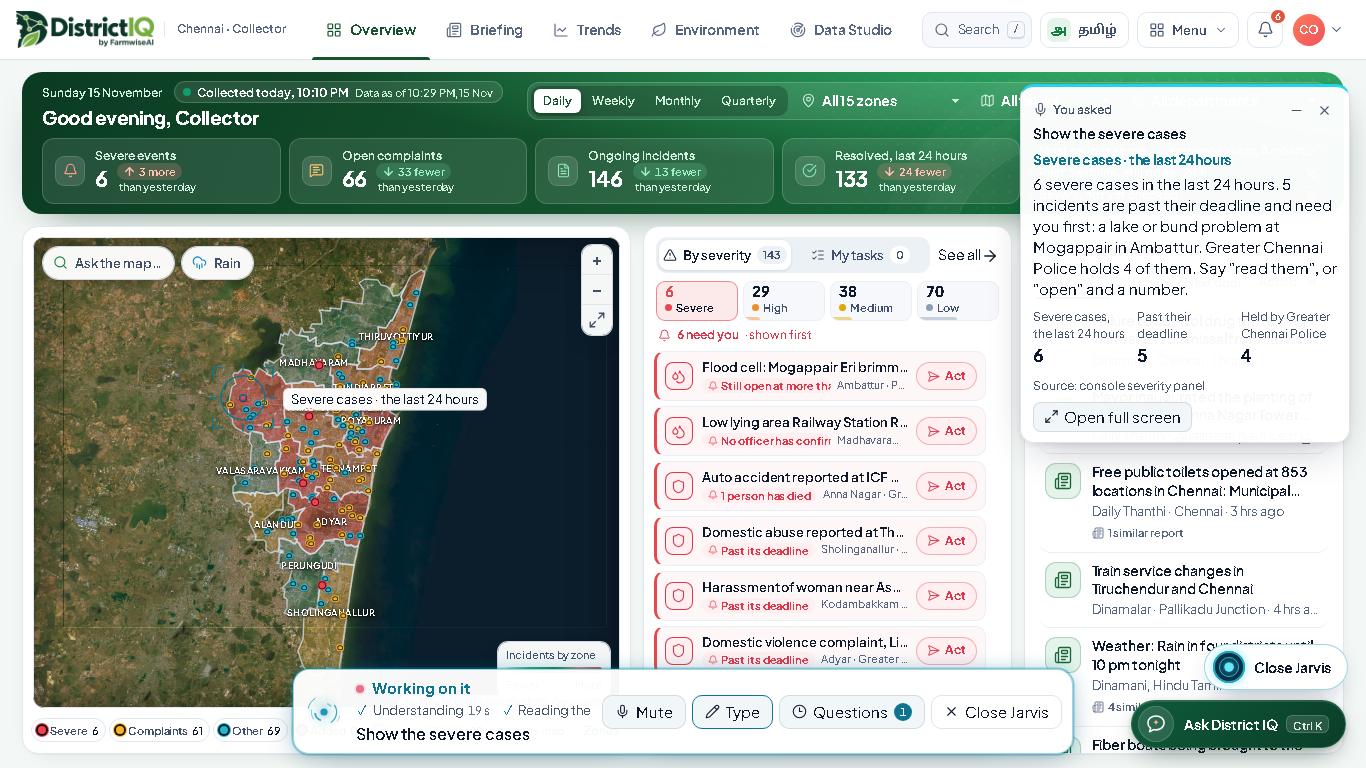 DistrictIQ
by FarmwiseAI
Chennai · Collector
Overview
Briefing
Trends
Environment
Data Studio
Search /
அ தமிழ்
Menu
6
CO
Sunday 15 November
Collected today, 10:10 PM Data as of 10:29 PM, 15 Nov
Good evening, Collector
Daily Weekly Monthly Quarterly
All 15 zones
Severe events
6 ↑ 3 more
than yesterday
Open complaints
66 ↓ 33 fewer
than yesterday
Ongoing incidents
146 ↓ 13 fewer
than yesterday
Resolved, last 24 hours
133 ↓ 24 fewer
than yesterday
You asked
Show the severe cases
Severe cases · the last 24 hours
6 severe cases in the last 24 hours. 5
incidents are past their deadline and need
you first: a lake or bund problem at
Mogappair in Ambattur. Greater Chennai
Police holds 4 of them. Say "read them", or
"open" and a number.
Severe cases,
the last 24 hours
6
Past their
deadline
5
Held by Greater
Chennai Police
4
Source: console severity panel
Open full screen
Ask the map...
Rain
+
−
THIRUVOTTIYUR
MADHAVARAM
Severe cases · the last 24 hours
ROYAPURAM
VALASARAVAKKAM
TEYNAMPET
ALANDUR
ADYAR
PERUNGUDI
SHOLINGANALLUR
Incidents by zone
Severe 6
Complaints 61
Other 69
By severity 143
My tasks 0
See all →
6
Severe
29
High
38
Medium
70
Low
6 need you · shown first
Flood cell: Mogappair Eri brimm...
Still open at more tha Ambattur · P...
Act
Low lying area Railway Station R...
No officer has confir Madhavara...
Act
Auto accident reported at ICF ...
1 person has died Anna Nagar · Gr...
Act
Domestic abuse reported at Th...
Past its deadline Sholinganallur · ...
Act
Harassment of woman near As...
Past its deadline Kodambakkam ...
Act
Domestic violence complaint, Li...
Past its deadline Adyar · Greater ...
Act
Free public toilets opened at 853
locations in Chennai: Municipal...
Daily Thanthi · Chennai · 3 hrs ago
1 similar report
Train service changes in
Tiruchendur and Chennai
Dinamalar · Pallikadu Junction · 4 hrs a...
Weather: Rain in four districts until
10 pm tonight
Dinamani, Hindu Tam
Fiber boats being brought to the
Close Jarvis
Ask District IQ Ctrl K
Working on it
✓ Understanding 19 s ✓ Reading the
Show the severe cases
Mute
Type
Questions 1
Close Jarvis